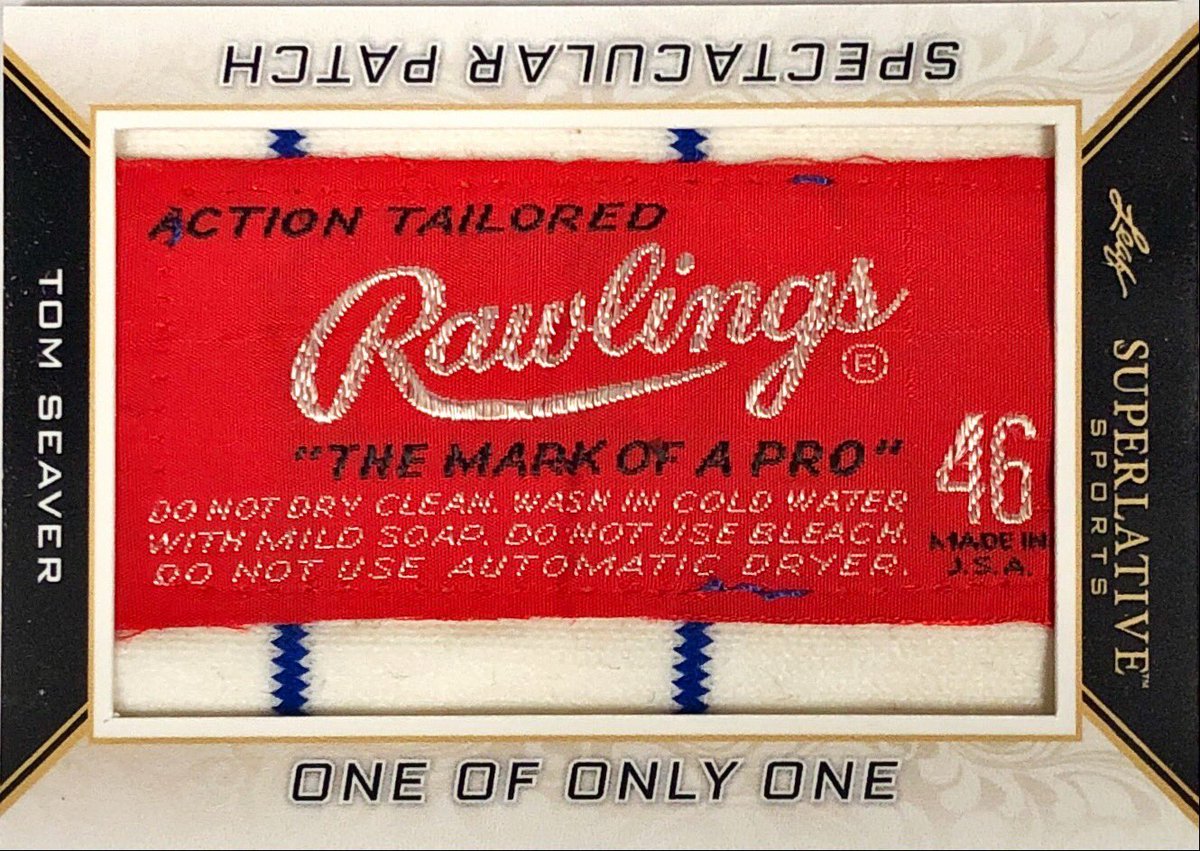 SPECTACULAR PATCH
TOM SEAVER
ACTION TAILORED
Rawlings
®
"THE MARK OF A PRO"
46
DO NOT DRY CLEAN. WASH IN COLD WATER
WITH MILD SOAP. DO NOT USE BLEACH.
DO NOT USE AUTOMATIC DRYER.
MADE IN
U.S.A.
Leaf
SUPERLATIVE™
SPORTS
ONE OF ONLY ONE